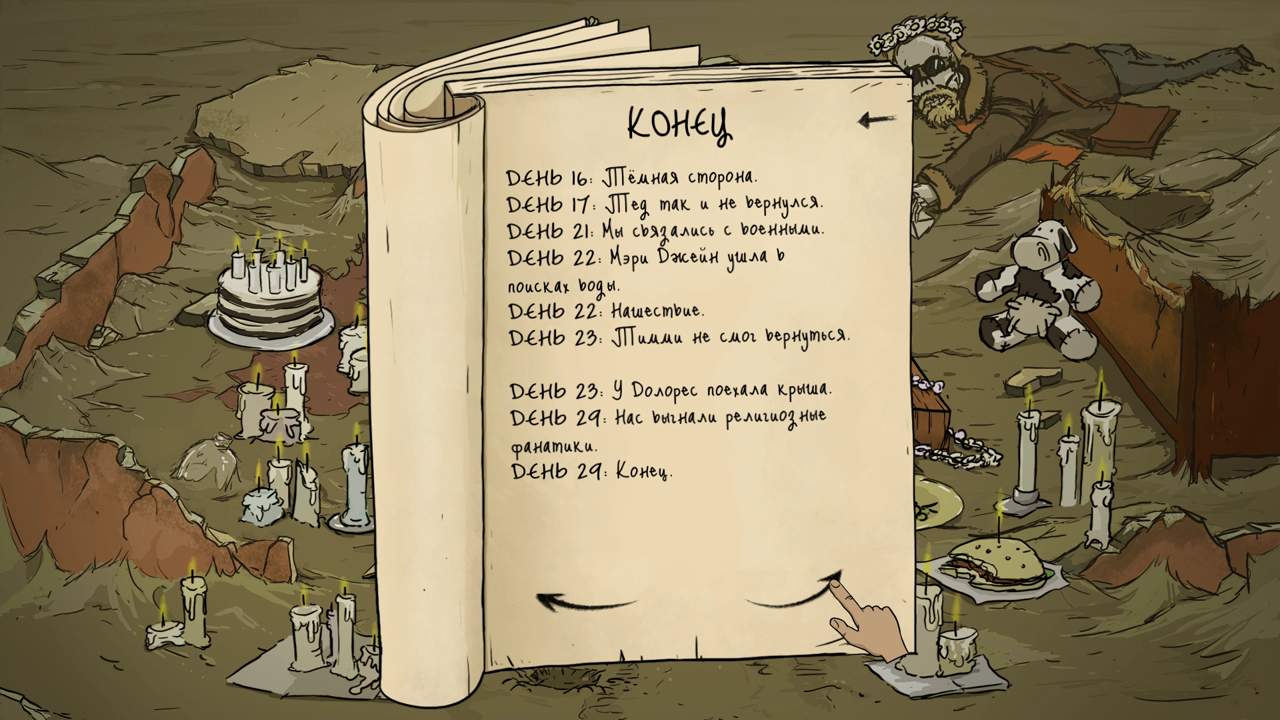 КОНЕЦ
ДЕНЬ 16: Тёмная сторона.
ДЕНЬ 17: Тед так и не вернулся.
ДЕНЬ 21: Мы связались с военными.
ДЕНЬ 22: Мэри Джейн ушла в
поисках воды.
ДЕНЬ 22: Нашествие.
ДЕНЬ 23: Тимми не смог вернуться.
ДЕНЬ 23: У Долорес поехала крыша.
ДЕНЬ 29: Нас выгнали религиозные
фанатики.
ДЕНЬ 29: Конец.